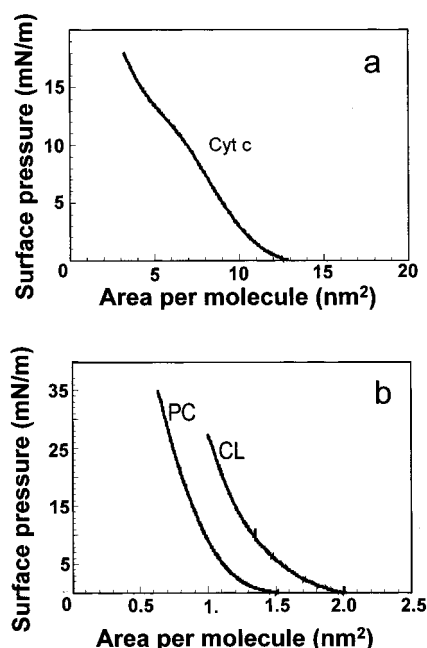 Surface pressure (mN/m)
15
10
5
0
5
10
15
20
a
Cyt c
Area per molecule (nm²)
Surface pressure (mN/m)
35
25
15
5
0
0.5
1.
1.5
2.0
2.5
b
PC
CL
Area per molecule (nm²)